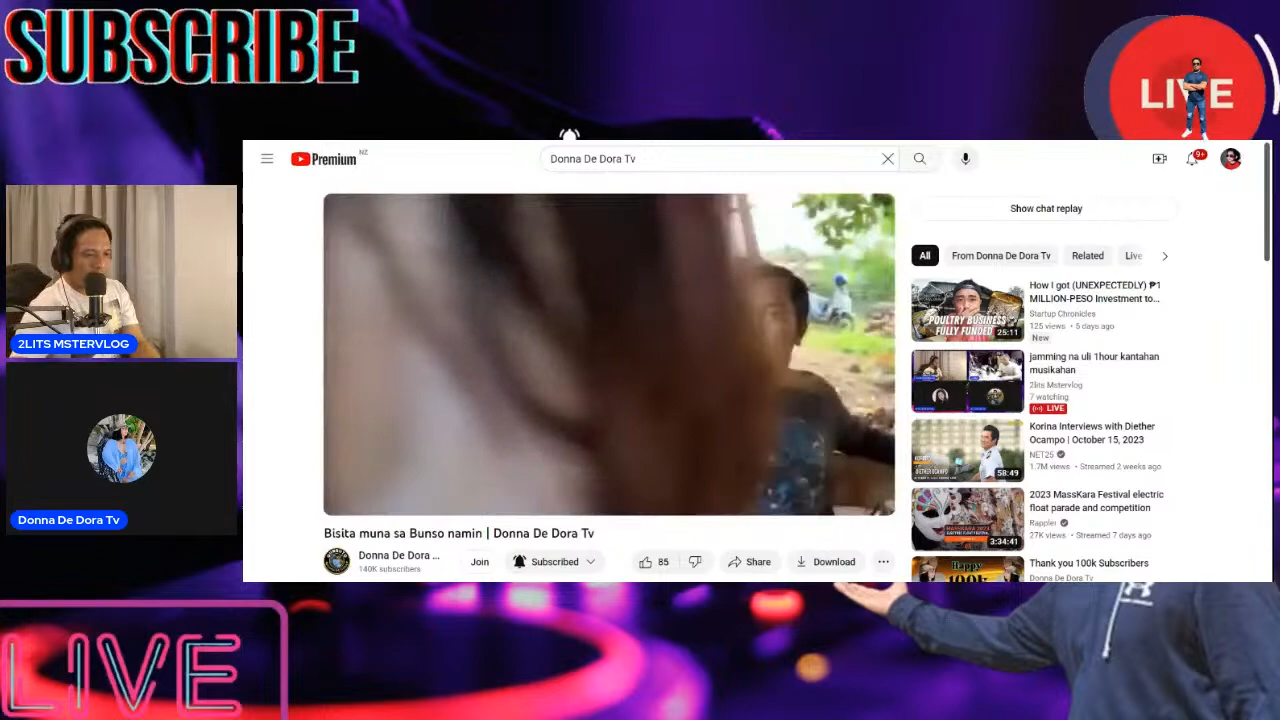 SUBSCRIBE
LIVE
Premium NZ
Donna De Dora Tv
9+
2LITS MSTERVLOG
Donna De Dora Tv
Show chat replay
All
From Donna De Dora Tv
Related
Live
POULTRY BUSINESS
FULLY FUNDED
25:11
How I got (UNEXPECTEDLY) ₱1
MILLION-PESO Investment to...
Startup Chronicles
125 views • 5 days ago
New
jamming na uli 1hour kantahan
musikahan
2lits Mstervlog
7 watching
LIVE
58:49
Korina Interviews with Diether
Ocampo | October 15, 2023
NET25
1.7M views • Streamed 2 weeks ago
3:34:41
2023 MassKara Festival electric
float parade and competition
Rappler
27K views • Streamed 7 days ago
Happy
100k
Thank you 100k Subscribers
Donna De Dora Tv
Bisita muna sa Bunso namin | Donna De Dora Tv
Donna De Dora ...
140K subscribers
Join
Subscribed
85
Share
Download
LIVE